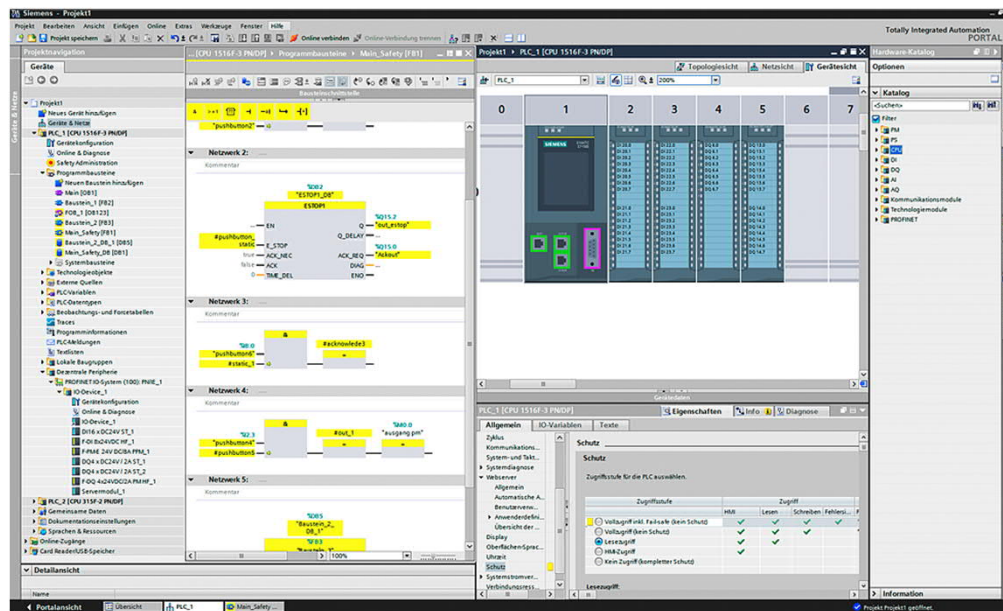 Siemens - Projekt1
Projekt Bearbeiten Ansicht Einfügen Online Extras Werkzeuge Fenster Hilfe
Totally Integrated Automation
PORTAL
Projekt speichern
Online verbinden
Online-Verbindung trennen
Projektnavigation
Geräte
Geräte & Netze
Projekt1
Neues Gerät hinzufügen
Geräte & Netze
PLC_1 [CPU 1516F-3 PN/DP]
Gerätekonfiguration
Online & Diagnose
Safety Administration
Programmbausteine
Neuen Baustein hinzufügen
Main [OB1]
Baustein_1 [FB2]
FOB_1 [OB123]
Baustein_2 [FB3]
Main_Safety [FB1]
Baustein_2_DB_1 [DB5]
Main_Safety_DB [DB1]
Systembausteine
Technologieobjekte
Externe Quellen
PLC-Variablen
PLC-Datentypen
Beobachtungs- und Forcetabellen
Traces
Programminformationen
PLC-Meldungen
Textlisten
Lokale Baugruppen
Dezentrale Peripherie
PROFINET IO-System (100): PN/IE_1
IO-Device_1
Gerätekonfiguration
Online & Diagnose
IO-Device_1
DI16 x DC24V ST_1
F-DI 8x24VDC HF_1
F-PM-E 24VDC/8A PPM_1
DQ4 x DC24V / 2A ST_1
DQ4 x DC24V / 2A ST_2
F-DQ 4x24VDC/2A PM HF_1
Servermodul_1
PLC_2 [CPU 315F-2 PN/DP]
Gemeinsame Daten
Dokumentationseinstellungen
Sprachen & Ressourcen
Online-Zugänge
Card Reader/USB-Speicher
Detailansicht
Name
...[CPU 1516F-3 PN/DP] Programmbausteine Main_Safety [FB1]
Bausteinschnittstelle
& >=1
"pushbutton2"
Netzwerk 2:
Kommentar
%DB2
"ESTOP1_DB"
ESTOP1
... EN
#pushbutton_
static E_STOP
true ACK_NEC
false ACK
0 TIME_DEL
%Q15.2
Q "out_estop"
Q_DELAY ...
%Q15.0
ACK_REQ "Ackout"
DIAG ...
ENO
Netzwerk 3:
Kommentar
&
"pushbutton6"
#static_1
#acknowlede3
=
Netzwerk 4:
Kommentar
&
%I2.3
"pushbutton4"
#pushbutton5
#out_1
=
%M0.0
"ausgang pm"
=
Netzwerk 5:
Kommentar
%DB5
"Baustein_2_
DB_1"
%FB3
100%
Projekt1 PLC_1 [CPU 1516F-3 PN/DP]
Topologiesicht Netzsicht Gerätesicht
PLC_1
200%
0 1 2 3 4 5 6 7
SIEMENS
Gerätedaten
PLC_1 [CPU 1516F-3 PN/DP]
Eigenschaften Info Diagnose
Allgemein IO-Variablen Texte
Zyklus
Kommunikations...
System- und Takt...
Systemdiagnose
Webserver
Allgemein
Automatische A...
Benutzerverw...
Anwenderdefini...
Übersicht der ...
Display
Oberflächen-Sprac...
Uhrzeit
Schutz
Systemstromver...
Verbindungsress...
Schutz
Schutz
Zugriffsstufe für die PLC auswählen.
Zugriffsstufe Zugriff
HMI Lesen Schreiben Fehlersi...
Vollzugriff inkl. Fail-safe (kein Schutz)
Vollzugriff (kein Schutz)
Lesezugriff
HMI-Zugriff
Kein Zugriff (kompletter Schutz)
Lesezugriff:
Hardware-Katalog
Optionen
Katalog
<Suchen>
Filter
PM
PS
CPU
DI
DQ
AI
AQ
Kommunikationsmodule
Technologiemodule
PROFINET
Information
Portalansicht Übersicht PLC_1 Main_Safety ...
Projekt Projekt1 geöffnet.